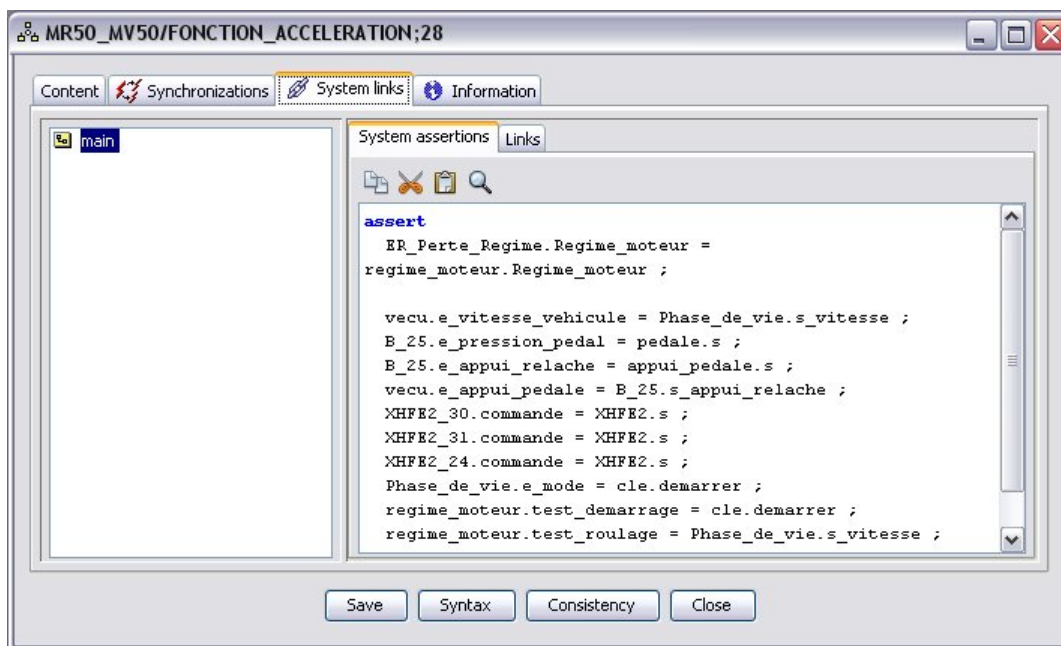 MR50_MV50/FONCTION_ACCELERATION;28
Content Synchronizations System links Information
main
System assertions Links
assert
ER_Perte_Regime.Regime_moteur =
regime_moteur.Regime_moteur ;
vecu.e_vitesse_vehicule = Phase_de_vie.s_vitesse ;
B_25.e_pression_pedal = pedale.s ;
B_25.e_appui_relache = appui_pedale.s ;
vecu.e_appui_pedale = B_25.s_appui_relache ;
XHFE2_30.commande = XHFE2.s ;
XHFE2_31.commande = XHFE2.s ;
XHFE2_24.commande = XHFE2.s ;
Phase_de_vie.e_mode = cle.demarrer ;
regime_moteur.test_demarrage = cle.demarrer ;
regime_moteur.test_roulage = Phase_de_vie.s_vitesse ;
Save Syntax Consistency Close